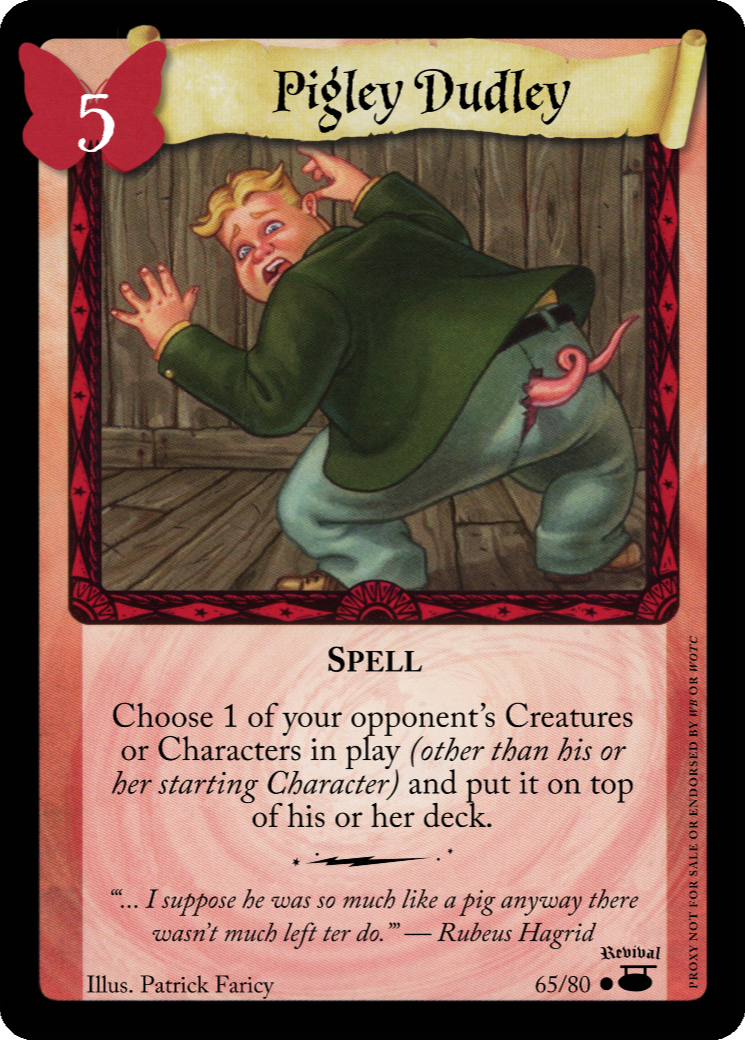 5
Pigley Dudley
SPELL
Choose 1 of your opponent's Creatures
or Characters in play (other than his or
her starting Character) and put it on top
of his or her deck.
“‘... I suppose he was so much like a pig anyway there
wasn't much left ter do.’” — Rubeus Hagrid
Revival
Illus. Patrick Faricy
65/80
PROXY NOT FOR SALE OR ENDORSED BY WB OR WOTC